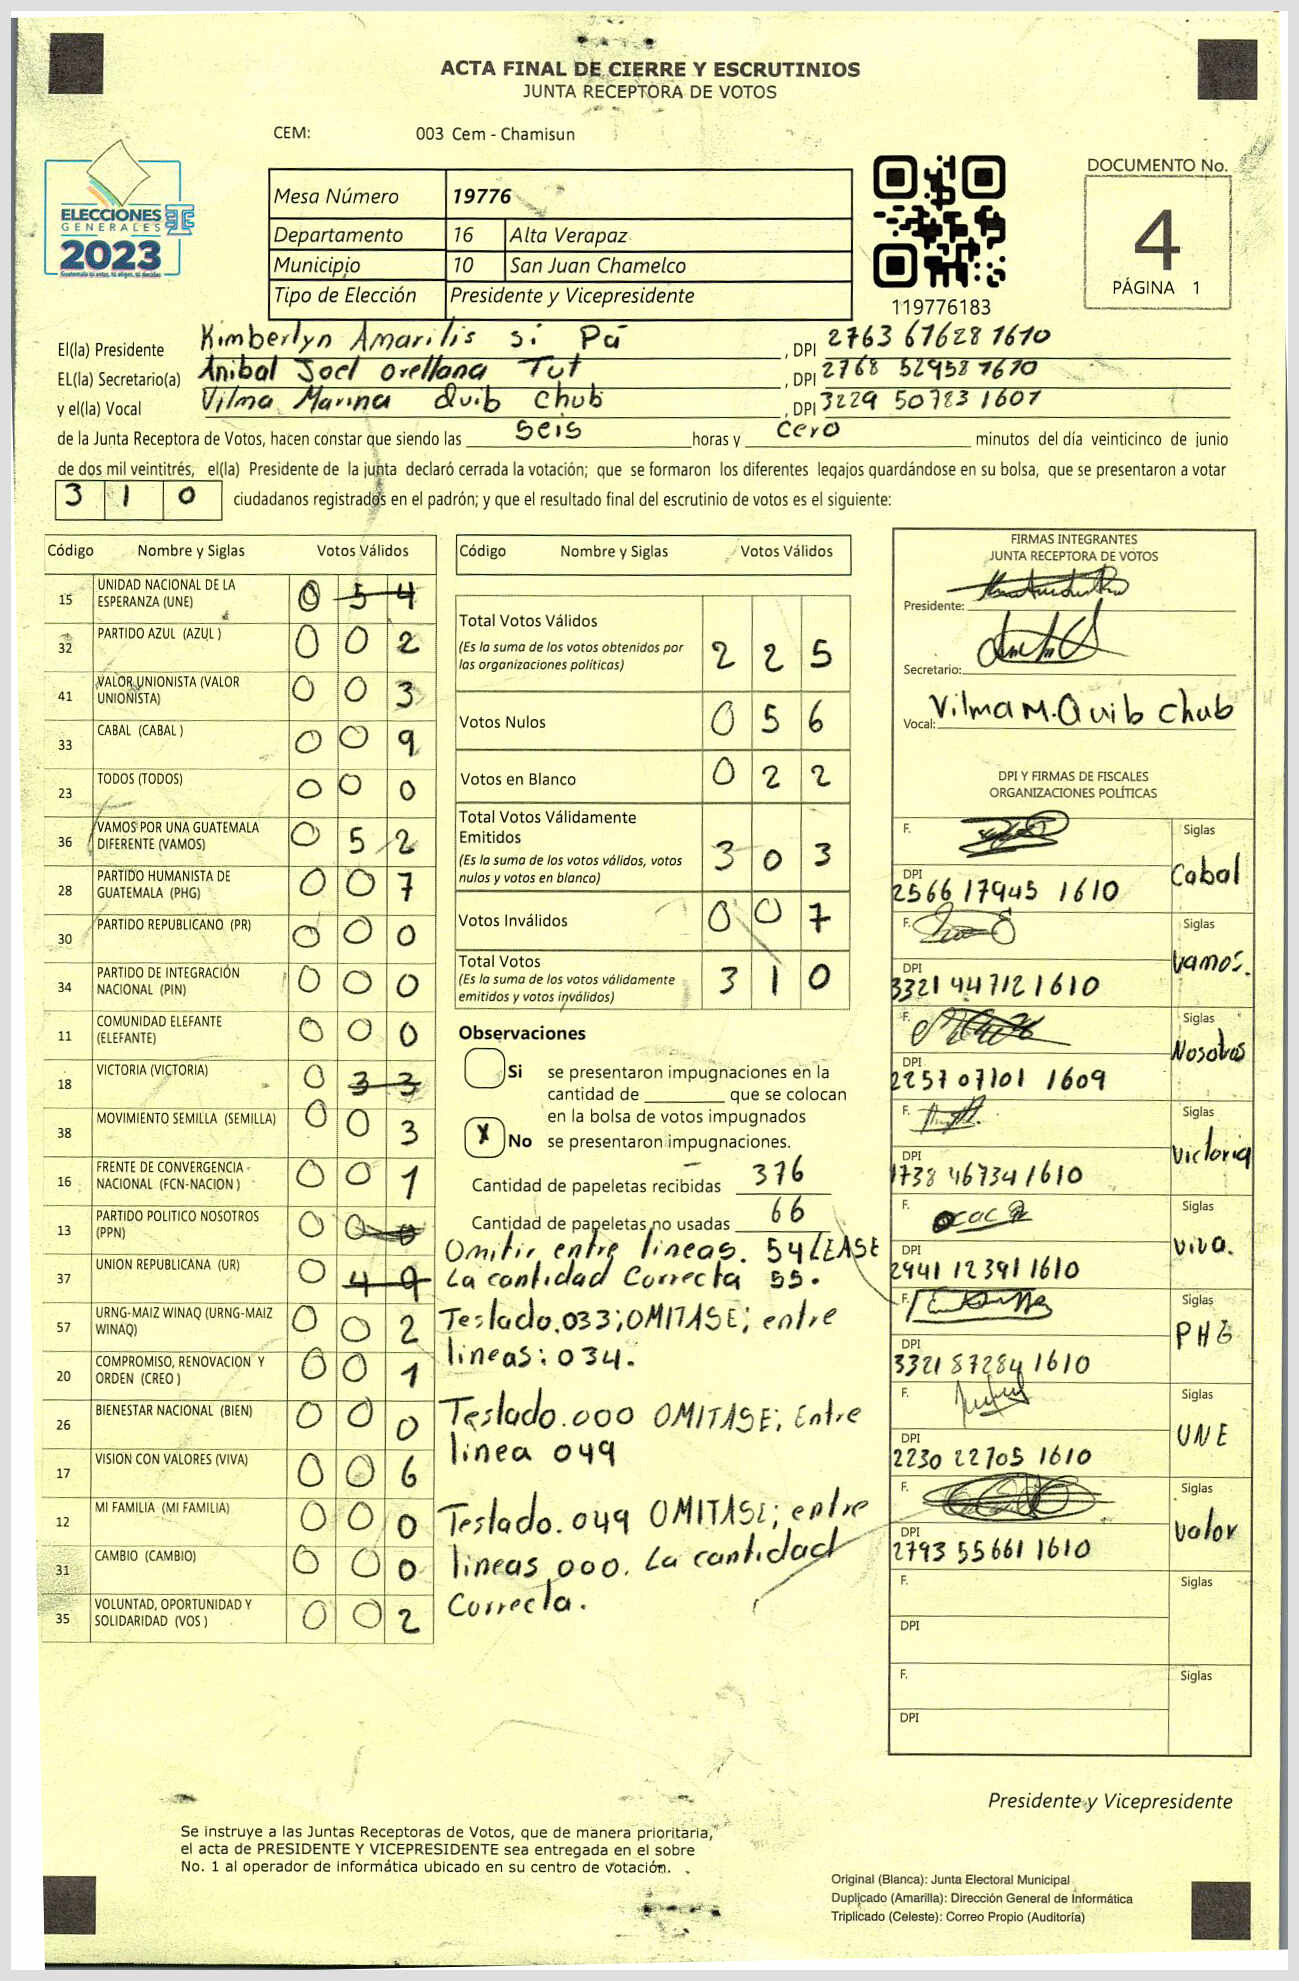 ACTA FINAL DE CIERRE Y ESCRUTINIOS
JUNTA RECEPTORA DE VOTOS
CEM: 003 Cem - Chamisun
ELECCIONES
GENERALES
2023
Mesa Número 19776
Departamento 16 Alta Verapaz
Municipio 10 San Juan Chamelco
Tipo de Elección Presidente y Vicepresidente
119776183
DOCUMENTO No.
4
PÁGINA 1
El(la) Presidente Kimberlyn Amarilis si Pá , DPI 2763 67628 1610
EL(la) Secretario(a) Anibal Joel Orellana Tut , DPI 2768 52958 1610
y el(la) Vocal Vilma Marina Quib Chub , DPI 3229 50723 1607
de la Junta Receptora de Votos, hacen constar que siendo las seis horas y cero minutos del día veinticinco de junio
de dos mil veintitrés, el(la) Presidente de la junta declaró cerrada la votación; que se formaron los diferentes legajos guardándose en su bolsa, que se presentaron a votar
3 1 0 ciudadanos registrados en el padrón; y que el resultado final del escrutinio de votos es el siguiente:
Código Nombre y Siglas Votos Válidos
15 UNIDAD NACIONAL DE LA ESPERANZA (UNE) 0 5 4
32 PARTIDO AZUL (AZUL ) 0 0 2
41 VALOR UNIONISTA (VALOR UNIONISTA) 0 0 3
33 CABAL (CABAL ) 0 0 9
23 TODOS (TODOS) 0 0 0
36 VAMOS POR UNA GUATEMALA DIFERENTE (VAMOS) 0 5 2
28 PARTIDO HUMANISTA DE GUATEMALA (PHG) 0 0 7
30 PARTIDO REPUBLICANO (PR) 0 0 0
34 PARTIDO DE INTEGRACIÓN NACIONAL (PIN) 0 0 0
11 COMUNIDAD ELEFANTE (ELEFANTE) 0 0 0
18 VICTORIA (VICTORIA) 0 3 3
38 MOVIMIENTO SEMILLA (SEMILLA) 0 0 3
16 FRENTE DE CONVERGENCIA NACIONAL (FCN-NACION ) 0 0 1
13 PARTIDO POLITICO NOSOTROS (PPN) 0 0 0
37 UNION REPUBLICANA (UR) 0 4 9
57 URNG-MAIZ WINAQ (URNG-MAIZ WINAQ) 0 0 2
20 COMPROMISO, RENOVACION Y ORDEN (CREO ) 0 0 1
26 BIENESTAR NACIONAL (BIEN) 0 0 0
17 VISION CON VALORES (VIVA) 0 0 6
12 MI FAMILIA (MI FAMILIA) 0 0 0
31 CAMBIO (CAMBIO) 0 0 0
35 VOLUNTAD, OPORTUNIDAD Y SOLIDARIDAD (VOS ) 0 0 2
Código Nombre y Siglas Votos Válidos
Total Votos Válidos 2 2 5
(Es la suma de los votos obtenidos por
las organizaciones políticas)
Votos Nulos 0 5 6
Votos en Blanco 0 2 2
Total Votos Válidamente
Emitidos 3 0 3
(Es la suma de los votos válidos, votos
nulos y votos en blanco)
Votos Inválidos 0 0 7
Total Votos 3 1 0
(Es la suma de los votos válidamente
emitidos y votos inválidos)
Observaciones
Si se presentaron impugnaciones en la
cantidad de ________ que se colocan
en la bolsa de votos impugnados
X No se presentaron impugnaciones.
Cantidad de papeletas recibidas 376
Cantidad de papeletas no usadas 66
Omitir entre lineas. 54 LEASE
La cantidad Correcta 55.
Teslado.033; OMITASE; entre
lineas: 034.
Teslado.000 OMITASE; Entre
linea 049
Teslado.049 OMITASE; entre
lineas 000. La cantidad
Correcta.
FIRMAS INTEGRANTES
JUNTA RECEPTORA DE VOTOS
Presidente:
Secretario:
Vocal: Vilma M. Quib Chub
DPI Y FIRMAS DE FISCALES
ORGANIZACIONES POLÍTICAS
F. Siglas
DPI 2566 17945 1610 Cabal
F. Siglas
DPI 3321 44712 1610 Vamos.
F. Siglas
DPI 2257 07101 1609 Nosotros
F. Siglas
DPI 1738 46734 1610 Victoria
F. Siglas
DPI 2941 12391 1610 Viva.
F. Siglas
DPI 3321 87284 1610 PHG
F. Siglas
DPI 2230 22705 1610 UNE
F. Siglas
DPI 2793 55661 1610 Valor
F. Siglas
DPI
F. Siglas
DPI
Presidente y Vicepresidente
Se instruye a las Juntas Receptoras de Votos, que de manera prioritaria,
el acta de PRESIDENTE Y VICEPRESIDENTE sea entregada en el sobre
No. 1 al operador de informática ubicado en su centro de votación.
Original (Blanca): Junta Electoral Municipal
Duplicado (Amarilla): Dirección General de Informática
Triplicado (Celeste): Correo Propio (Auditoría)